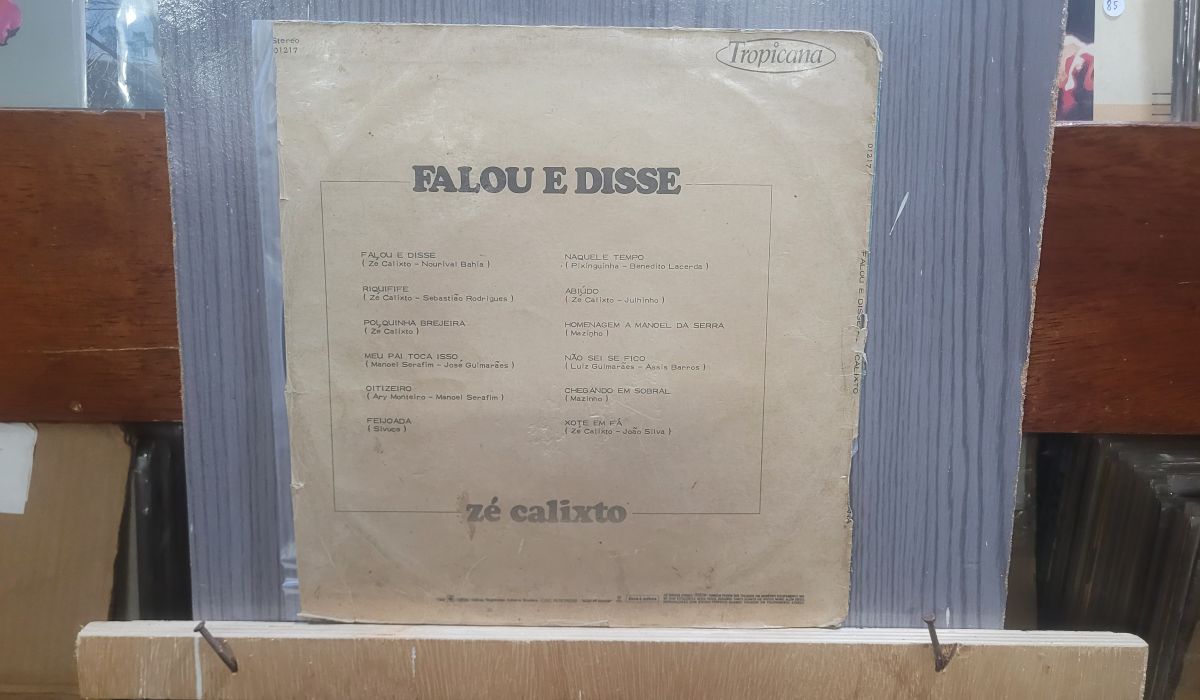 85
Stereo
01217
Tropicana
01217
FALOU E DISSE
FALOU E DISSE
( Zé Calixto – Nourival Bahia )
RIQUIFIFE
( Zé Calixto – Sebastião Rodrigues )
POLQUINHA BREJEIRA
( Zé Calixto )
MEU PAI TOCA ISSO
( Manoel Serafim – José Guimarães )
OITIZEIRO
( Ary Monteiro – Manoel Serafim )
FEIJOADA
( Sivuca )
NAQUELE TEMPO
( Pixinguinha – Benedito Lacerda )
ABIÚDO
( Zé Calixto – Julhinho )
HOMENAGEM A MANOEL DA SERRA
( Mazinho )
NÃO SEI SE FICO
( Luiz Guimarães – Assis Barros )
CHEGANDO EM SOBRAL
( Mazinho )
XOTE EM FÁ
( Zé Calixto – João Silva )
FALOU E DISSE – CALIXTO
zé calixto